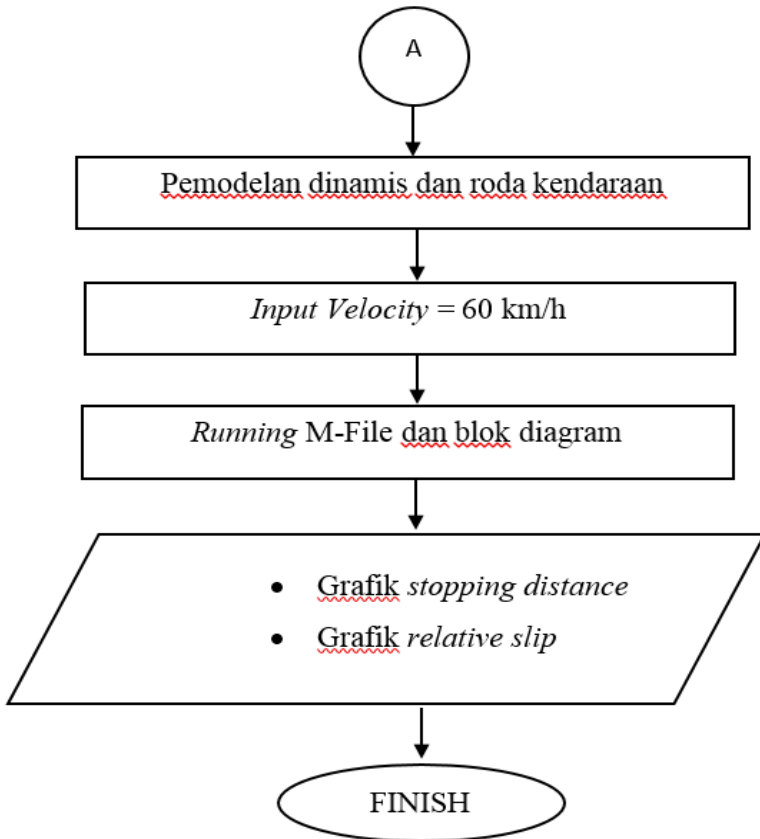 A
Pemodelan dinamis dan roda kendaraan
Input Velocity = 60 km/h
Running M-File dan blok diagram
• Grafik stopping distance
• Grafik relative slip
FINISH